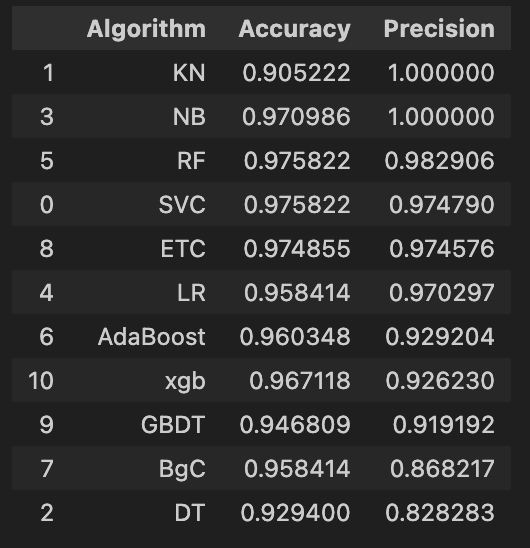 Algorithm Accuracy Precision
1 KN 0.905222 1.000000
3 NB 0.970986 1.000000
5 RF 0.975822 0.982906
0 SVC 0.975822 0.974790
8 ETC 0.974855 0.974576
4 LR 0.958414 0.970297
6 AdaBoost 0.960348 0.929204
10 xgb 0.967118 0.926230
9 GBDT 0.946809 0.919192
7 BgC 0.958414 0.868217
2 DT 0.929400 0.828283